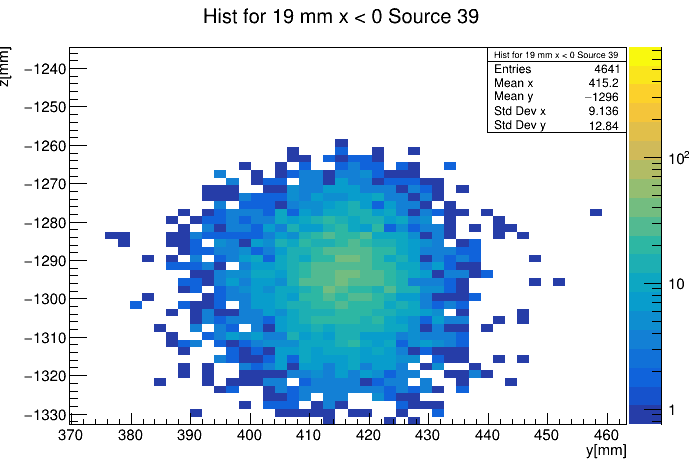 Hist for 19 mm x < 0 Source 39
z[mm]
Hist for 19 mm x < 0 Source 39
Entries 4641
Mean x 415.2
Mean y −1296
Std Dev x 9.136
Std Dev y 12.84
−1240
−1250
−1260
−1270
−1280
−1290
−1300
−1310
−1320
−1330
10²
10
1
370 380 390 400 410 420 430 440 450 460
y[mm]